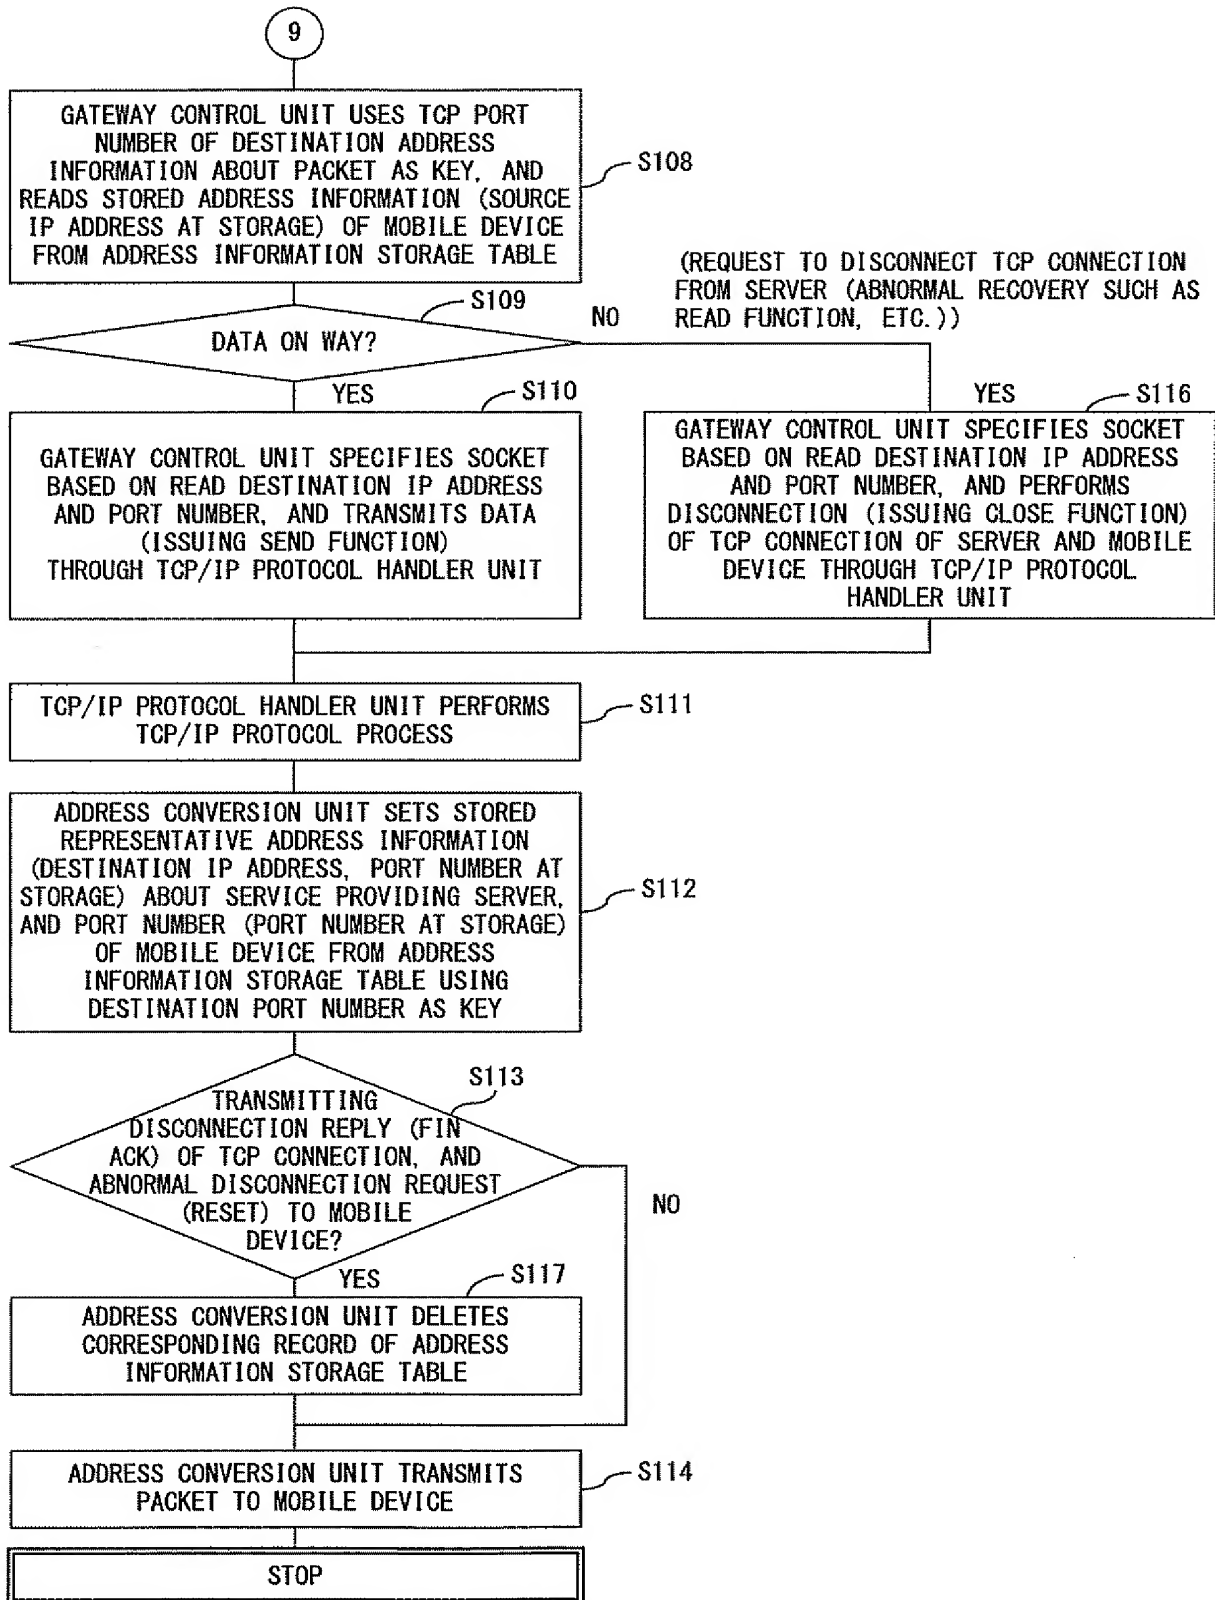 9
GATEWAY CONTROL UNIT USES TCP PORT
NUMBER OF DESTINATION ADDRESS
INFORMATION ABOUT PACKET AS KEY, AND
READS STORED ADDRESS INFORMATION (SOURCE
IP ADDRESS AT STORAGE) OF MOBILE DEVICE
FROM ADDRESS INFORMATION STORAGE TABLE
S108
(REQUEST TO DISCONNECT TCP CONNECTION
FROM SERVER (ABNORMAL RECOVERY SUCH AS
READ FUNCTION, ETC.))
S109
NO
DATA ON WAY?
YES
S110
YES
S116
GATEWAY CONTROL UNIT SPECIFIES SOCKET
BASED ON READ DESTINATION IP ADDRESS
AND PORT NUMBER, AND TRANSMITS DATA
(ISSUING SEND FUNCTION)
THROUGH TCP/IP PROTOCOL HANDLER UNIT
GATEWAY CONTROL UNIT SPECIFIES SOCKET
BASED ON READ DESTINATION IP ADDRESS
AND PORT NUMBER, AND PERFORMS
DISCONNECTION (ISSUING CLOSE FUNCTION)
OF TCP CONNECTION OF SERVER AND MOBILE
DEVICE THROUGH TCP/IP PROTOCOL
HANDLER UNIT
TCP/IP PROTOCOL HANDLER UNIT PERFORMS
TCP/IP PROTOCOL PROCESS
S111
ADDRESS CONVERSION UNIT SETS STORED
REPRESENTATIVE ADDRESS INFORMATION
(DESTINATION IP ADDRESS, PORT NUMBER AT
STORAGE) ABOUT SERVICE PROVIDING SERVER,
AND PORT NUMBER (PORT NUMBER AT STORAGE)
OF MOBILE DEVICE FROM ADDRESS
INFORMATION STORAGE TABLE USING
DESTINATION PORT NUMBER AS KEY
S112
S113
TRANSMITTING
DISCONNECTION REPLY (FIN
ACK) OF TCP CONNECTION, AND
ABNORMAL DISCONNECTION REQUEST
(RESET) TO MOBILE
DEVICE?
NO
YES
S117
ADDRESS CONVERSION UNIT DELETES
CORRESPONDING RECORD OF ADDRESS
INFORMATION STORAGE TABLE
ADDRESS CONVERSION UNIT TRANSMITS
PACKET TO MOBILE DEVICE
S114
STOP